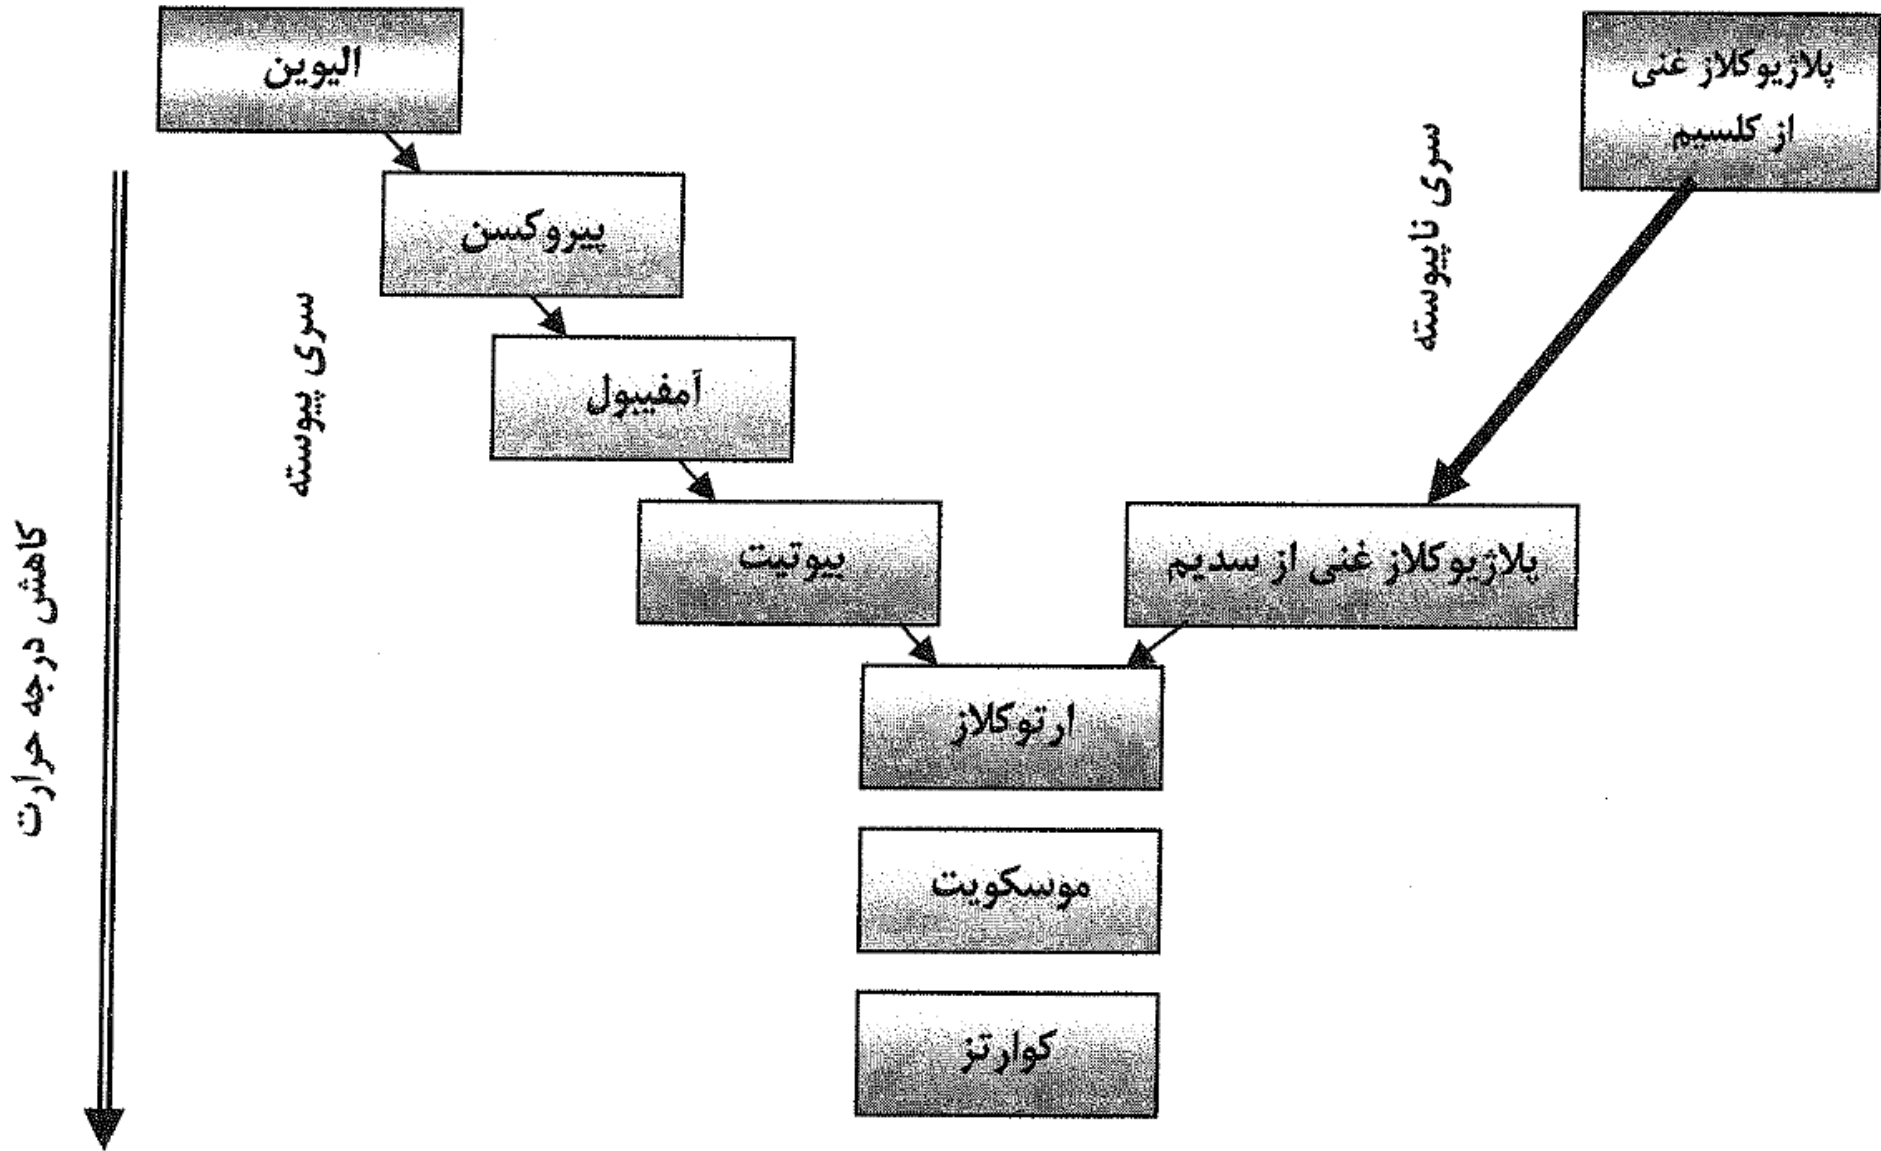 الیوین
پلاژیوکلاز غنی
از کلسیم
سری ناپیوسته
پیروکسن
سری پیوسته
آمفیبول
بیوتیت
پلاژیوکلاز غنی از سدیم
کاهش درجه حرارت
ارتوکلاز
موسکویت
کوارتز